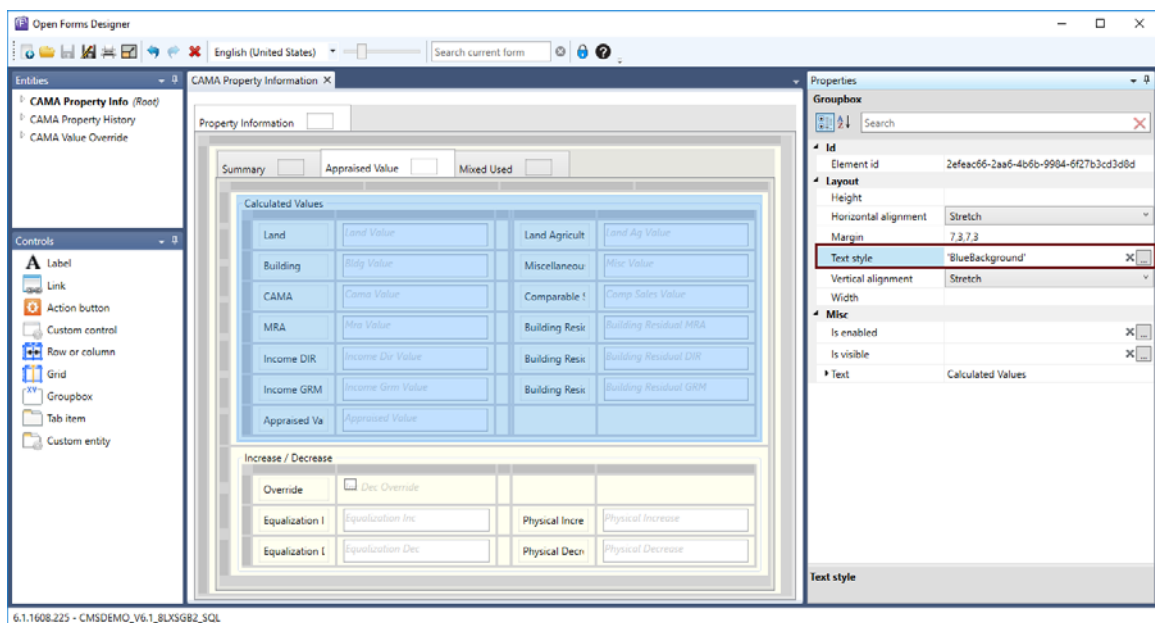 Open Forms Designer
English (United States)
Search current form
Entities
CAMA Property Info (Root)
CAMA Property History
CAMA Value Override
Controls
A Label
Link
Action button
Custom control
Row or column
Grid
Groupbox
Tab item
Custom entity
CAMA Property Information
Property Information
Summary Appraised Value Mixed Used
Calculated Values
Land Land Value Land Agricult Land Ag Value
Building Bldg Value Miscellaneou Misc Value
CAMA Cama Value Comparable S Comp Sales Value
MRA Mra Value Building Resic Building Residual MRA
Income DIR Income Dir Value Building Resic Building Residual DIR
Income GRM Income Grm Value Building Resic Building Residual GRM
Appraised Va Appraised Value
Increase / Decrease
Override Dec Override
Equalization I Equalization Inc Physical Incre Physical Increase
Equalization D Equalization Dec Physical Decr Physical Decrease
Properties
Groupbox
Search
Id
Element id 2efeac66-2aa6-4b6b-9984-6f27b3cd3d8d
Layout
Height
Horizontal alignment Stretch
Margin 7,3,7,3
Text style 'BlueBackground'
Vertical alignment Stretch
Width
Misc
Is enabled
Is visible
Text Calculated Values
Text style
6.1.1608.225 - CMSDEMO_V6.1_8LXSGB2_SQL